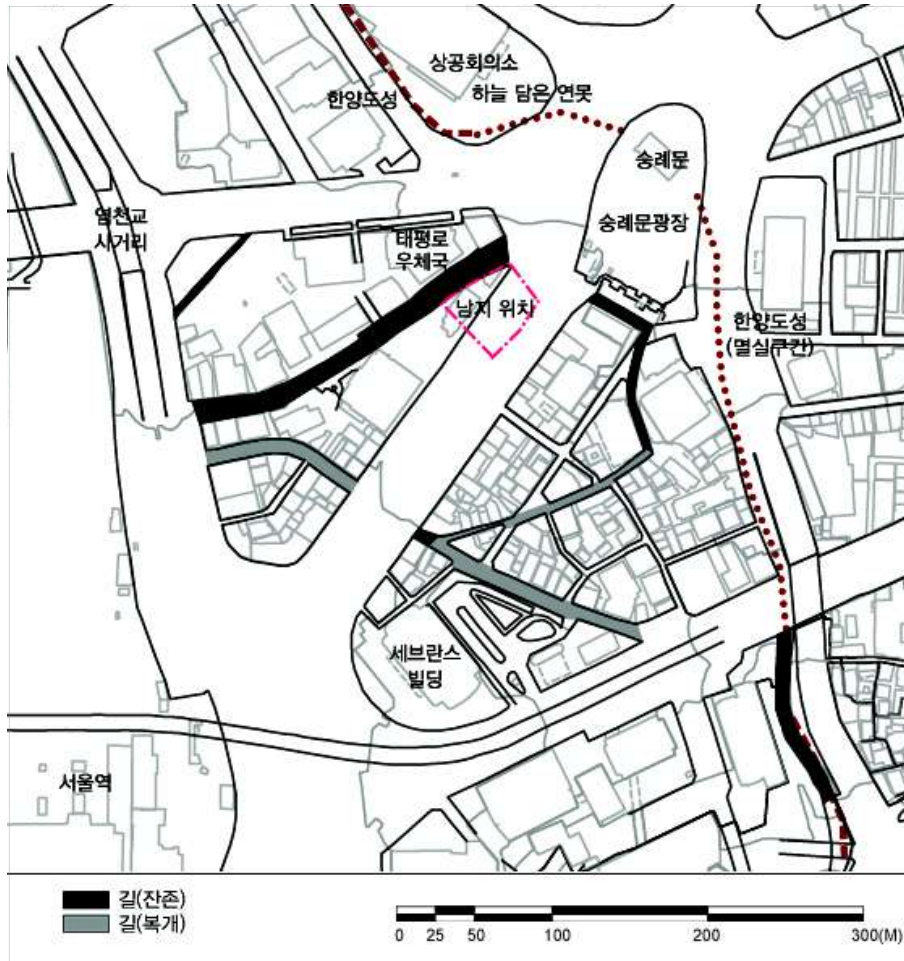 상공회의소
하늘 담은 연못
한양도성
숭례문
염천교
사거리
태평로
우체국
숭례문광장
남지 위치
한양도성
(멸실구간)
세브란스
빌딩
서울역
길(잔존)
길(복개)
0 25 50 100 200 300(M)